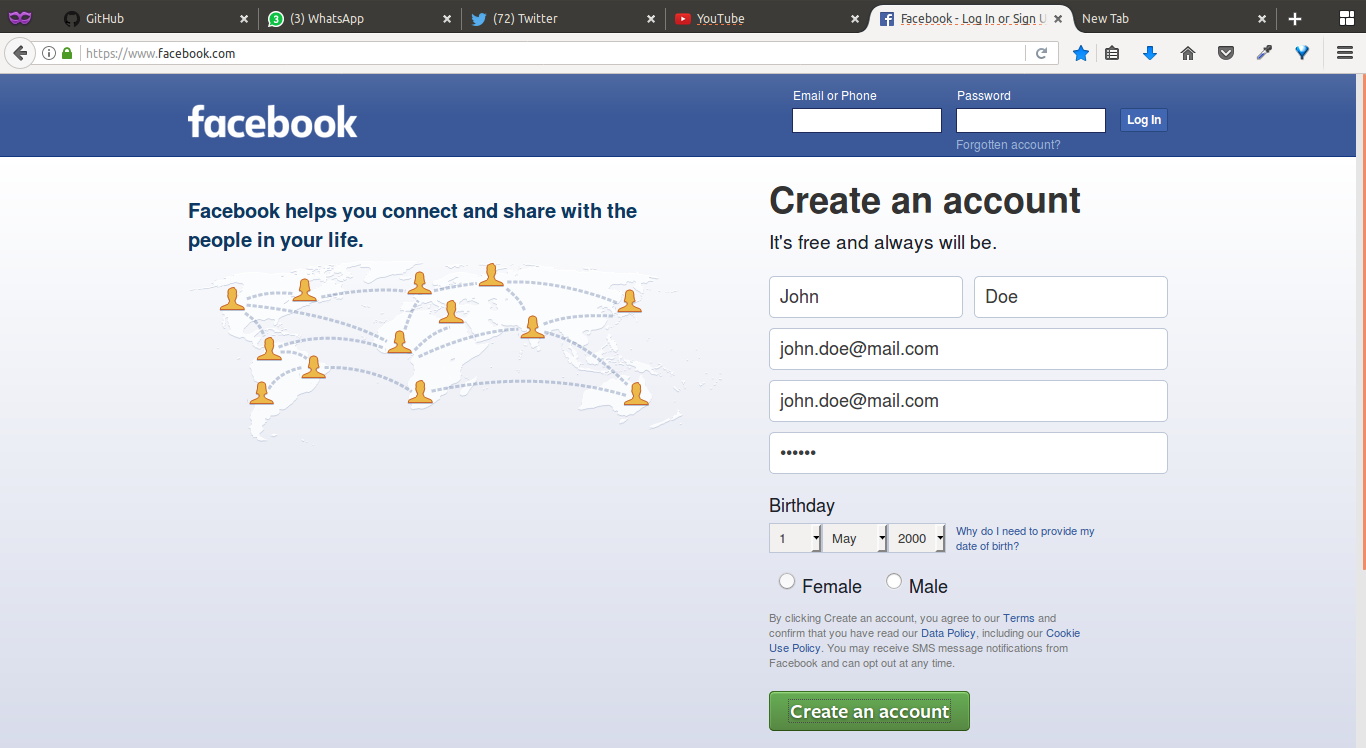 GitHub
(3) WhatsApp
(72) Twitter
YouTube
Facebook - Log In or Sign U
New Tab
https://www.facebook.com
facebook
Email or Phone
Password
Log In
Forgotten account?
Facebook helps you connect and share with the
people in your life.
Create an account
It's free and always will be.
John
Doe
john.doe@mail.com
john.doe@mail.com
••••••
Birthday
1
May
2000
Why do I need to provide my
date of birth?
Female
Male
By clicking Create an account, you agree to our Terms and
confirm that you have read our Data Policy, including our Cookie
Use Policy. You may receive SMS message notifications from
Facebook and can opt out at any time.
Create an account